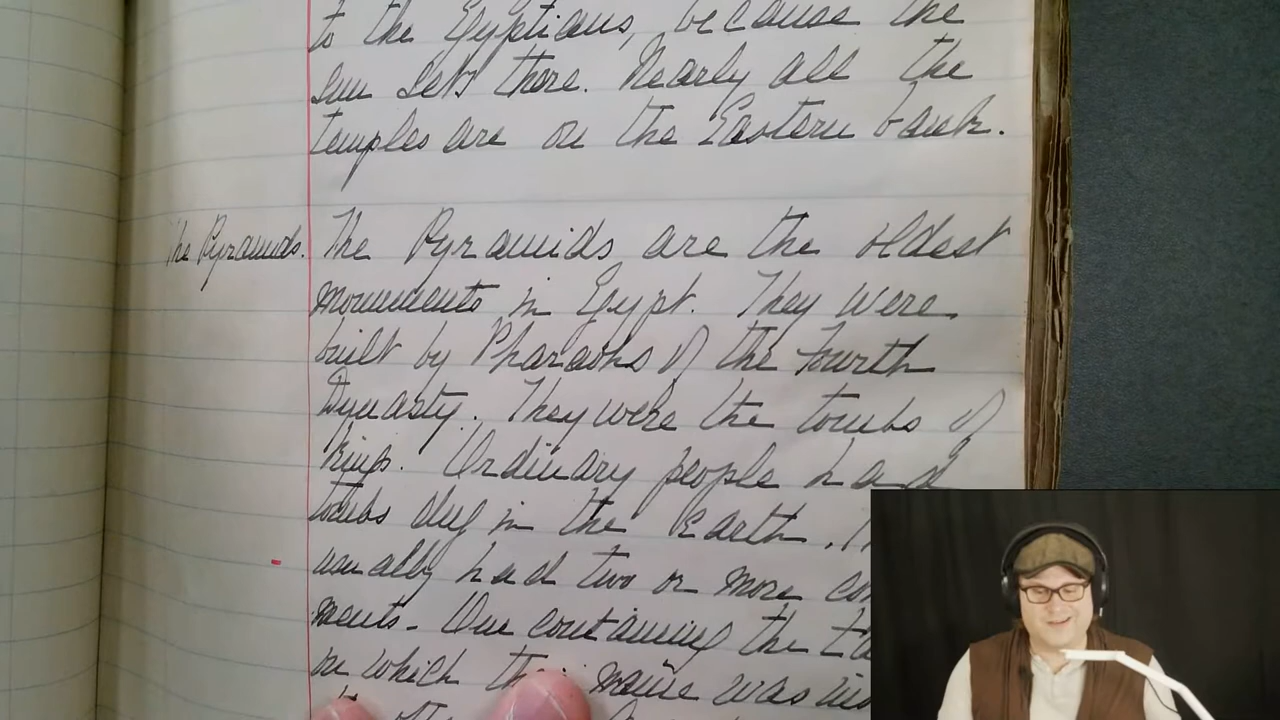 to the Egyptians, because the
sun sets there. Nearly all the
temples are on the Eastern bank.
The Pyramids.
The Pyramids are the oldest
monuments in Egypt. They were
built by Pharaohs of the Fourth
Dynasty. They were the tombs of
Kings. Ordinary people had
tombs dug in the Earth.
usually had two or more
ments. One containing the
in which the was